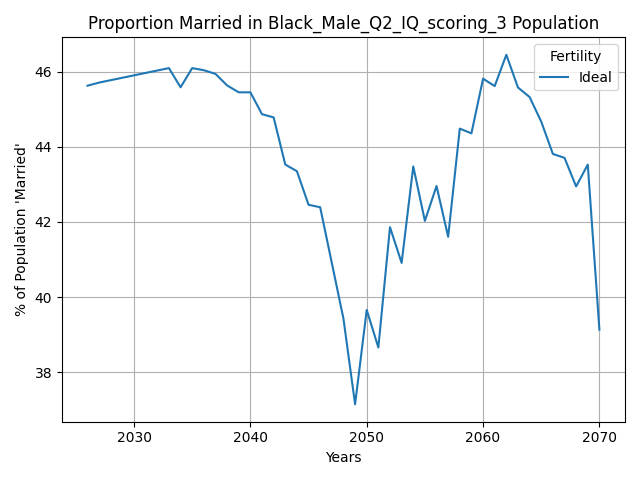 Proportion Married in Black_Male_Q2_IQ_scoring_3 Population
Fertility
Ideal
% of Population 'Married'
46
44
42
40
38
2030 2040 2050 2060 2070
Years